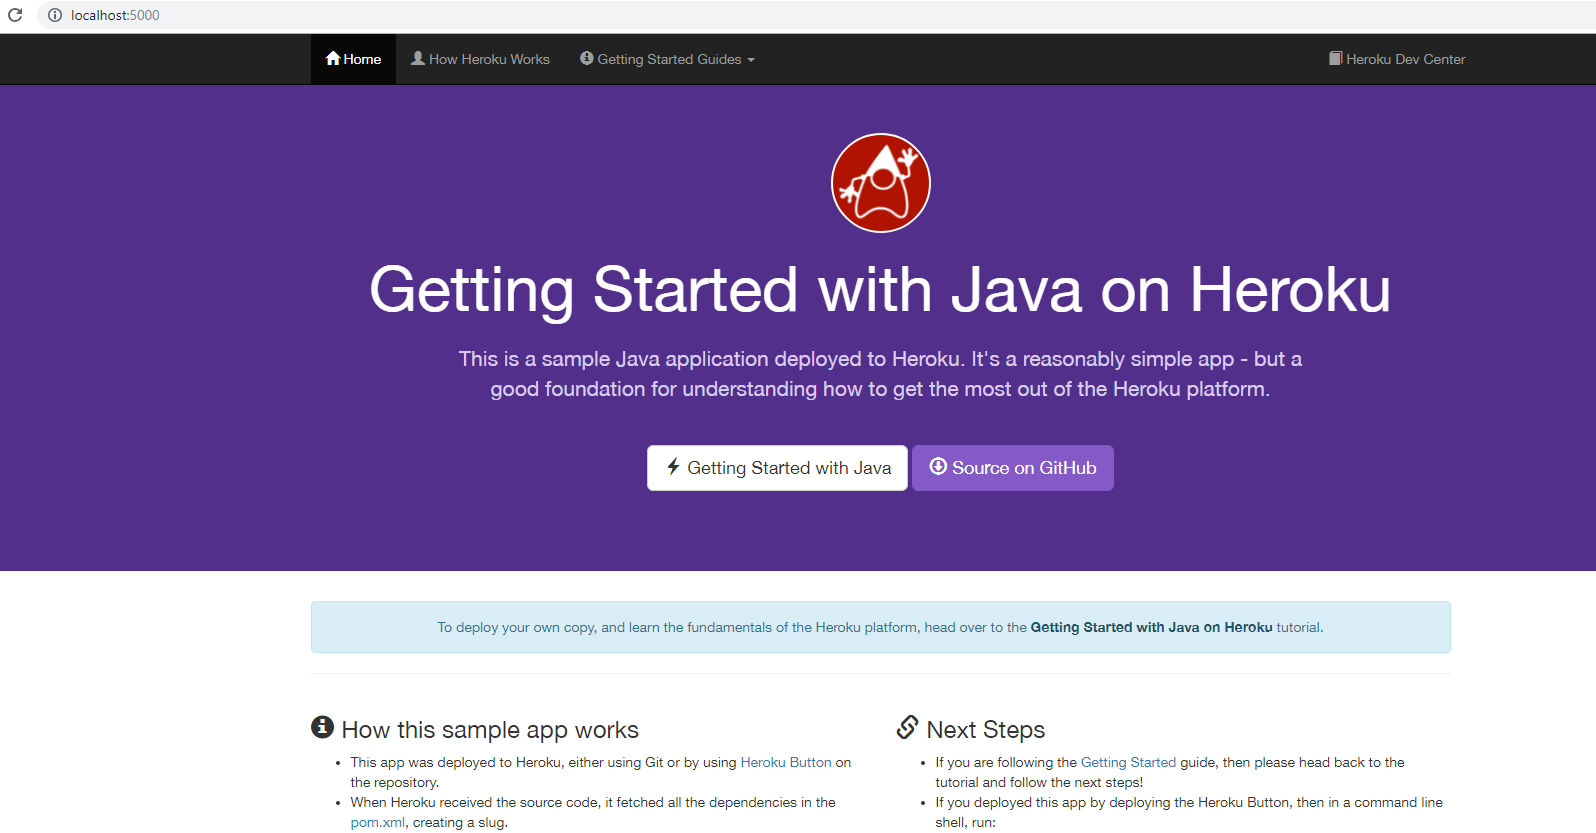 localhost:5000
Home How Heroku Works Getting Started Guides Heroku Dev Center
Getting Started with Java on Heroku
This is a sample Java application deployed to Heroku. It's a reasonably simple app - but a
good foundation for understanding how to get the most out of the Heroku platform.
Getting Started with Java Source on GitHub
To deploy your own copy, and learn the fundamentals of the Heroku platform, head over to the Getting Started with Java on Heroku tutorial.
How this sample app works
• This app was deployed to Heroku, either using Git or by using Heroku Button on
the repository.
• When Heroku received the source code, it fetched all the dependencies in the
pom.xml, creating a slug.
Next Steps
• If you are following the Getting Started guide, then please head back to the
tutorial and follow the next steps!
• If you deployed this app by deploying the Heroku Button, then in a command line
shell, run: